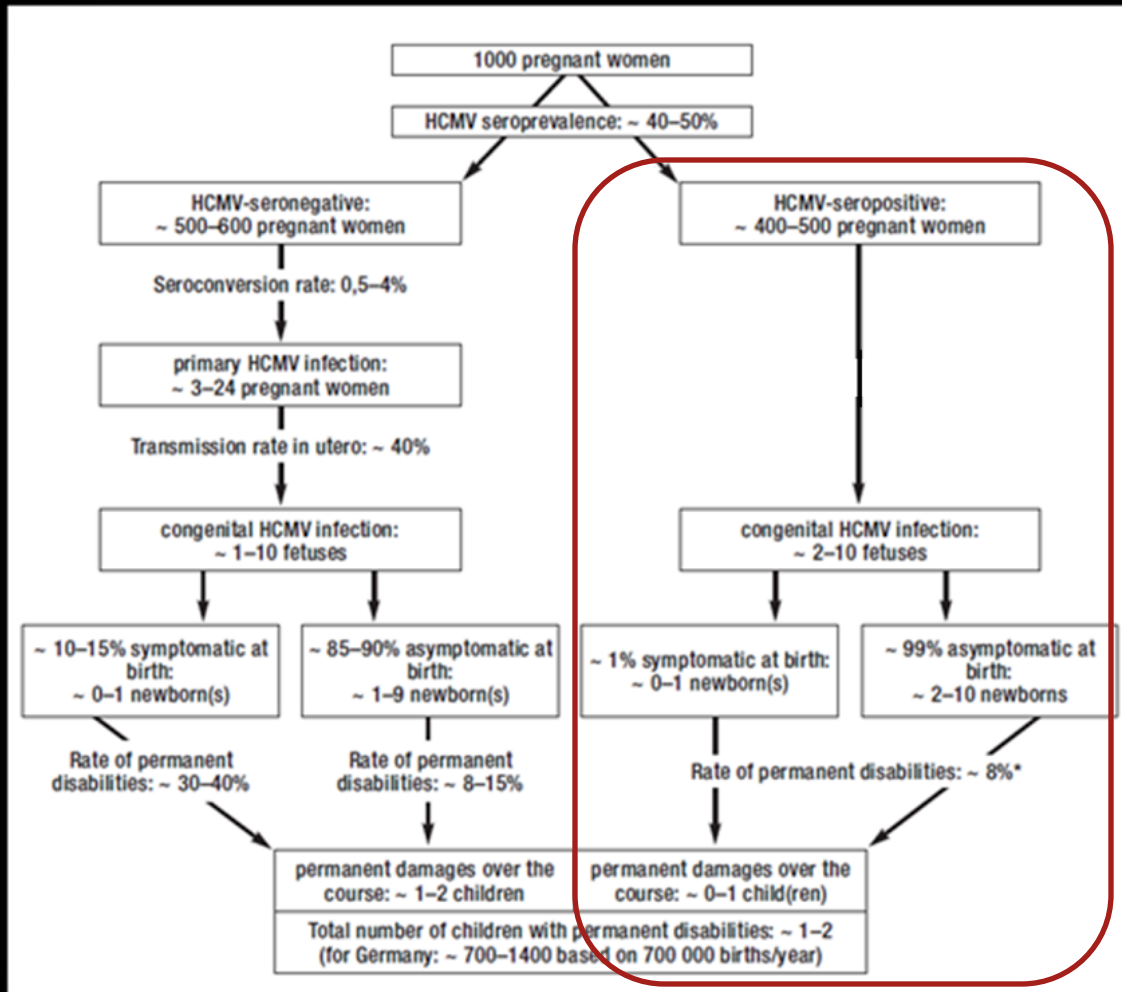 1000 pregnant women
HCMV seroprevalence: ~ 40–50%
HCMV-seronegative:
~ 500–600 pregnant women
Seroconversion rate: 0,5–4%
primary HCMV infection:
~ 3–24 pregnant women
Transmission rate in utero: ~ 40%
congenital HCMV infection:
~ 1–10 fetuses
~ 10–15% symptomatic at
birth:
~ 0–1 newborn(s)
~ 85–90% asymptomatic at
birth:
~ 1–9 newborn(s)
Rate of permanent
disabilities: ~ 30–40%
Rate of permanent
disabilities: ~ 8–15%
HCMV-seropositive:
~ 400–500 pregnant women
congenital HCMV infection:
~ 2–10 fetuses
~ 1% symptomatic at birth:
~ 0–1 newborn(s)
~ 99% asymptomatic at
birth:
~ 2–10 newborns
Rate of permanent disabilities: ~ 8%*
permanent damages over the
course: ~ 1–2 children
permanent damages over the
course: ~ 0–1 child(ren)
Total number of children with permanent disabilities: ~ 1–2
(for Germany: ~ 700–1400 based on 700 000 births/year)